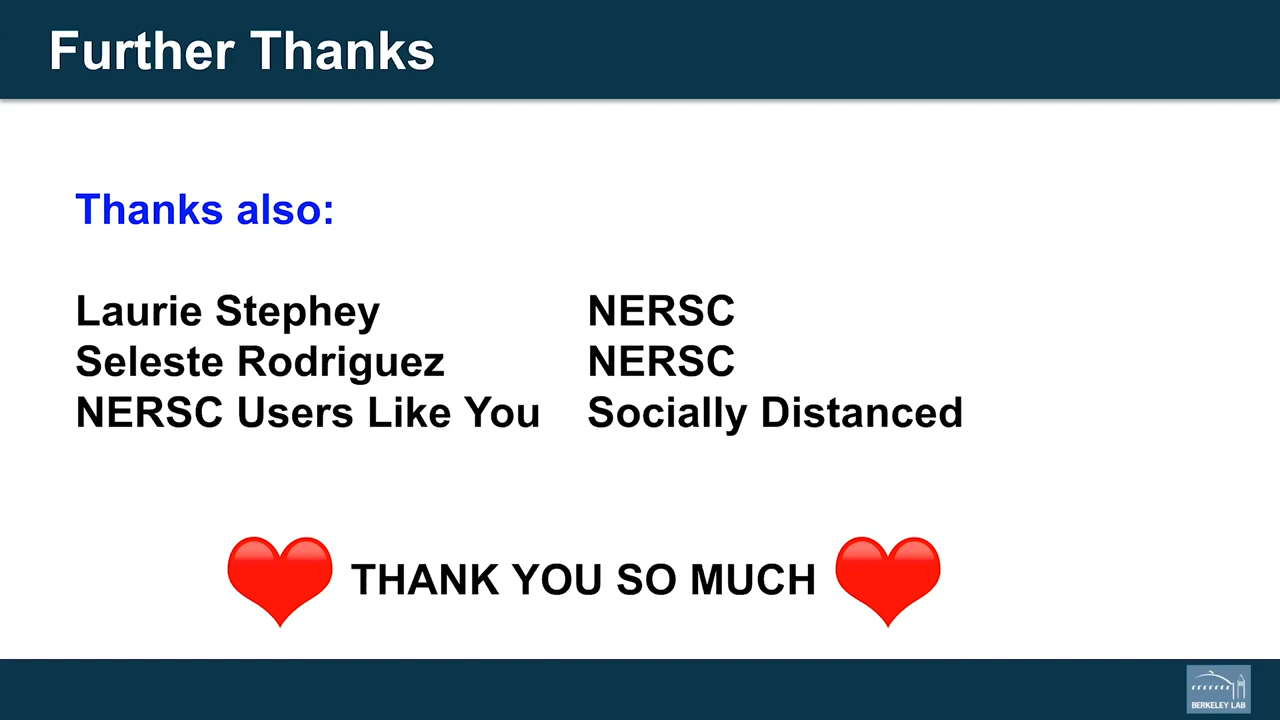 Further Thanks
Thanks also:
Laurie Stephey NERSC
Seleste Rodriguez NERSC
NERSC Users Like You Socially Distanced
THANK YOU SO MUCH
BERKELEY LAB